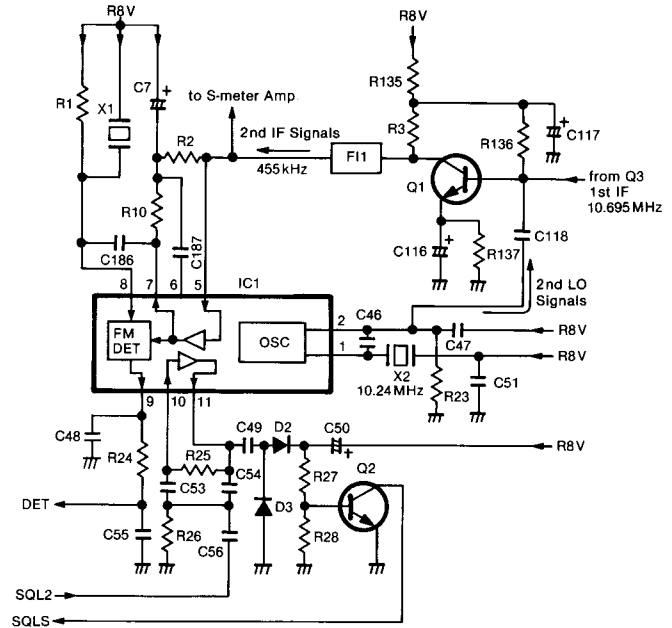 R8V
R8V
R1
X1
C7
+
to S-meter Amp.
R135
2nd IF Signals
R3
R136
+
C117
R2
455kHz
FI1
Q1
from Q3
1st IF
10.695MHz
R10
C187
C186
C116
+
R137
C118
8
7
6
5
IC1
2nd LO
Signals
FM
DET
OSC
2
C46
C47
R8V
1
R8V
X2
10.24MHz
R23
C51
9
10
11
C48
R24
R25
C49
D2
C50
+
R8V
C53
C54
R27
Q2
DET
D3
C55
R26
C56
R28
SQL2
SQLS